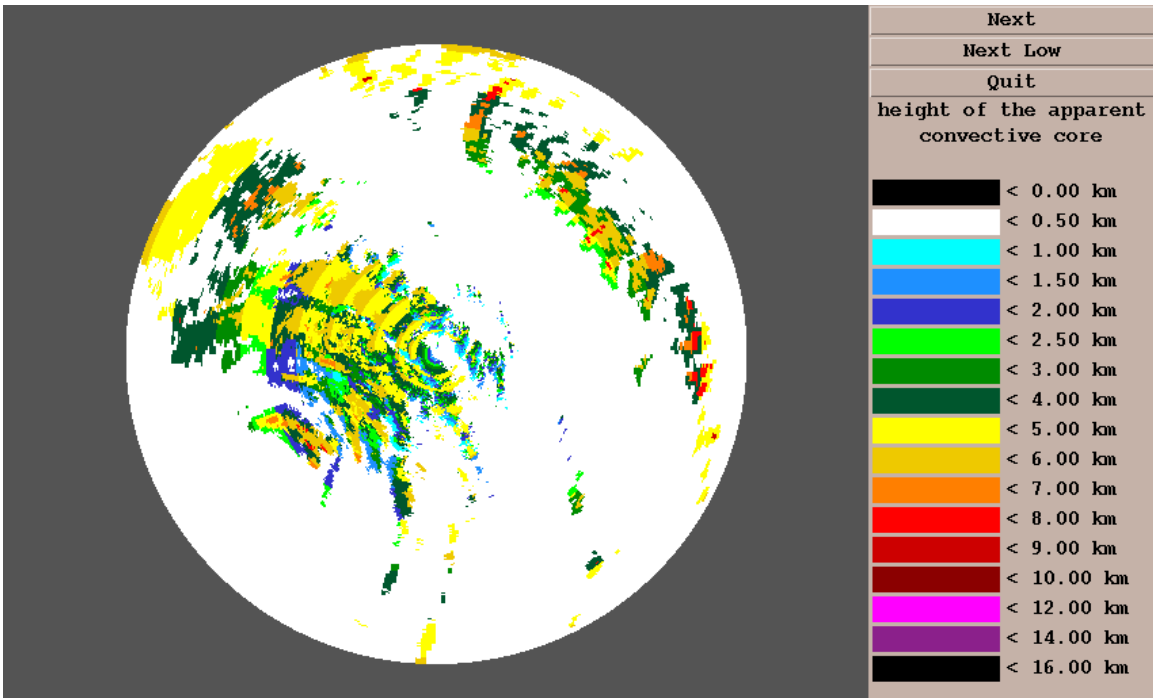 Next
Next Low
Quit
height of the apparent
convective core
< 0.00 km
< 0.50 km
< 1.00 km
< 1.50 km
< 2.00 km
< 2.50 km
< 3.00 km
< 4.00 km
< 5.00 km
< 6.00 km
< 7.00 km
< 8.00 km
< 9.00 km
< 10.00 km
< 12.00 km
< 14.00 km
< 16.00 km